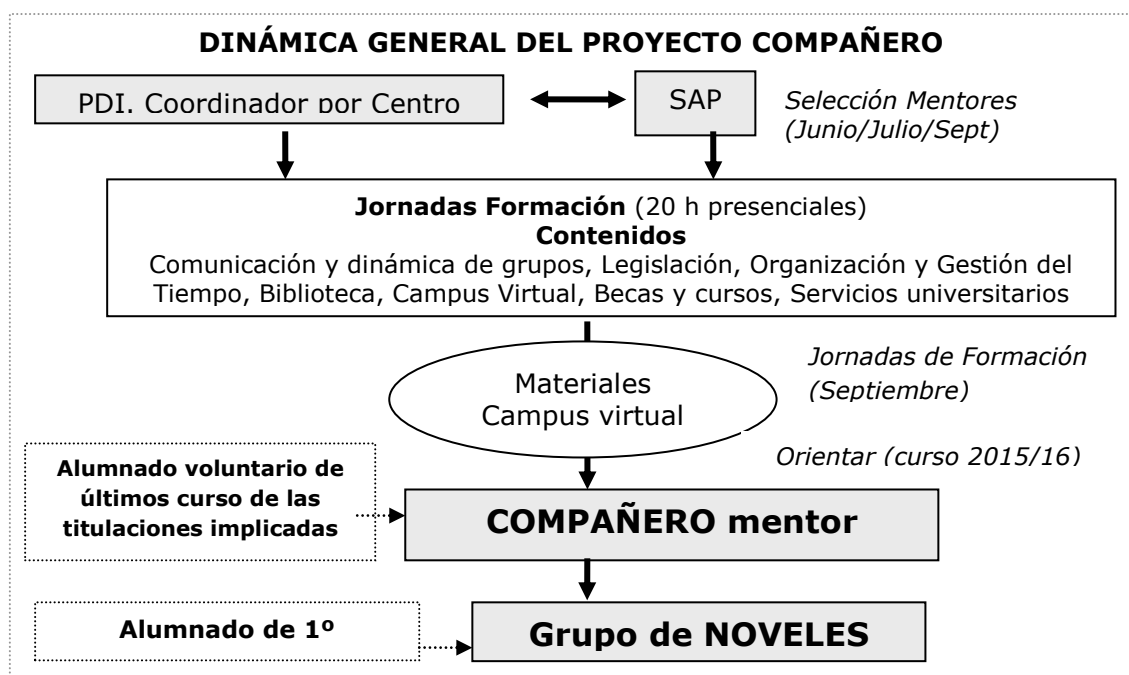 DINÁMICA GENERAL DEL PROYECTO COMPAÑERO
PDI. Coordinador por Centro
SAP
Selección Mentores
(Junio/Julio/Sept)
Jornadas Formación (20 h presenciales)
Contenidos
Comunicación y dinámica de grupos, Legislación, Organización y Gestión del
Tiempo, Biblioteca, Campus Virtual, Becas y cursos, Servicios universitarios
Jornadas de Formación
(Septiembre)
Materiales
Campus virtual
Orientar (curso 2015/16)
Alumnado voluntario de
últimos curso de las
titulaciones implicadas
COMPAÑERO mentor
Alumnado de 1º
Grupo de NOVELES